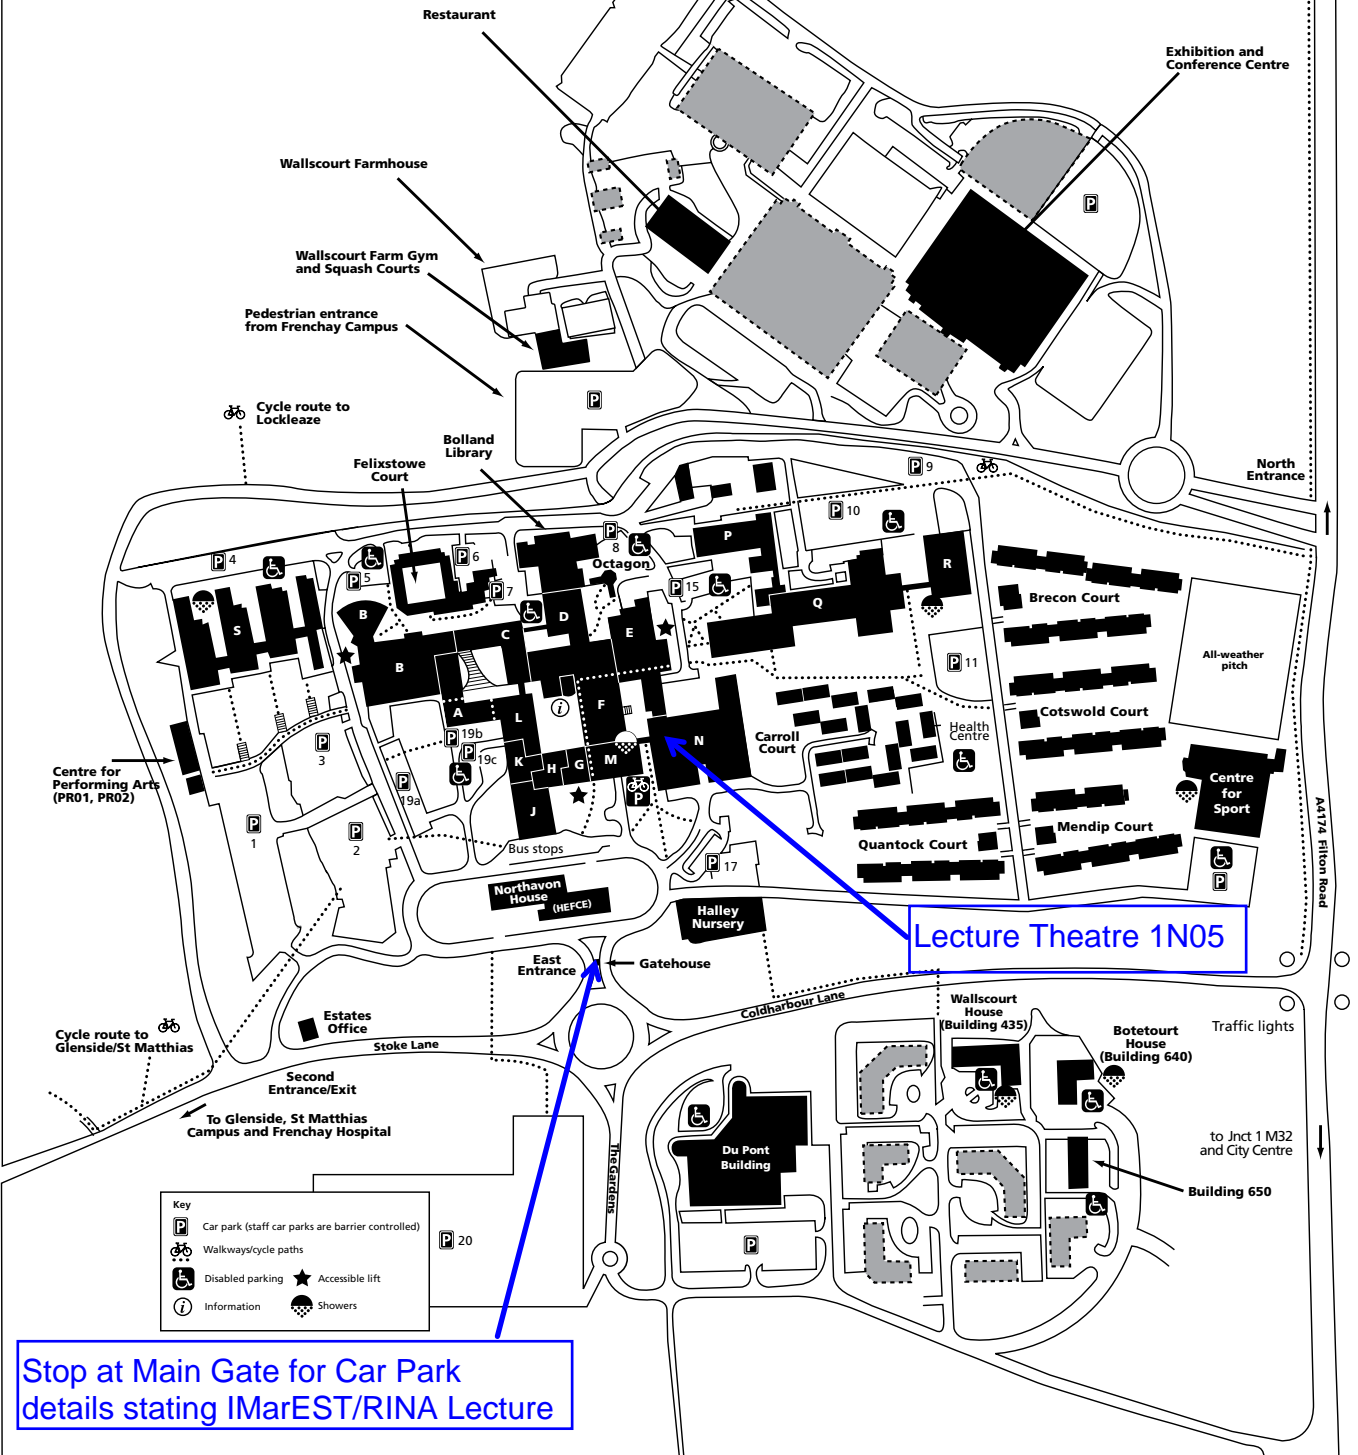 Restaurant
Exhibition and
Conference Centre
Wallscourt Farmhouse
P
Wallscourt Farm Gym
and Squash Courts
Pedestrian entrance
from Frenchay Campus
P
Cycle route to
Lockleaze
Bolland
Library
Felixstowe
Court
P 9
North
Entrance
P 10
P
8
P
P 4
P 5
P 6
P 7
Octagon
P 15
R
Brecon Court
S
B
D
C
E
Q
B
P 11
All-weather
pitch
A
L
i
F
N
Carroll
Court
Health
Centre
Cotswold Court
P 19b
P 19c
P
3
K
H
G
M
P
19a
P
J
Centre for
Performing Arts
(PR01, PR02)
Centre
for
Sport
A4174 Filton Road
P
1
P
2
Bus stops
Quantock Court
Mendip Court
P 17
P
Northavon
House
(HEFCE)
Halley
Nursery
Lecture Theatre 1N05
East
Entrance
Gatehouse
Coldharbour Lane
Wallscourt
House
(Building 435)
Botetourt
House
(Building 640)
Traffic lights
Estates
Office
Cycle route to
Glenside/St Matthias
Stoke Lane
Second
Entrance/Exit
To Glenside, St Matthias
Campus and Frenchay Hospital
The Gardens
Du Pont
Building
to Jnct 1 M32
and City Centre
Building 650
Key
P Car park (staff car parks are barrier controlled)
Walkways/cycle paths
Disabled parking
Accessible lift
i Information
Showers
P 20
P
Stop at Main Gate for Car Park
details stating IMarEST/RINA Lecture